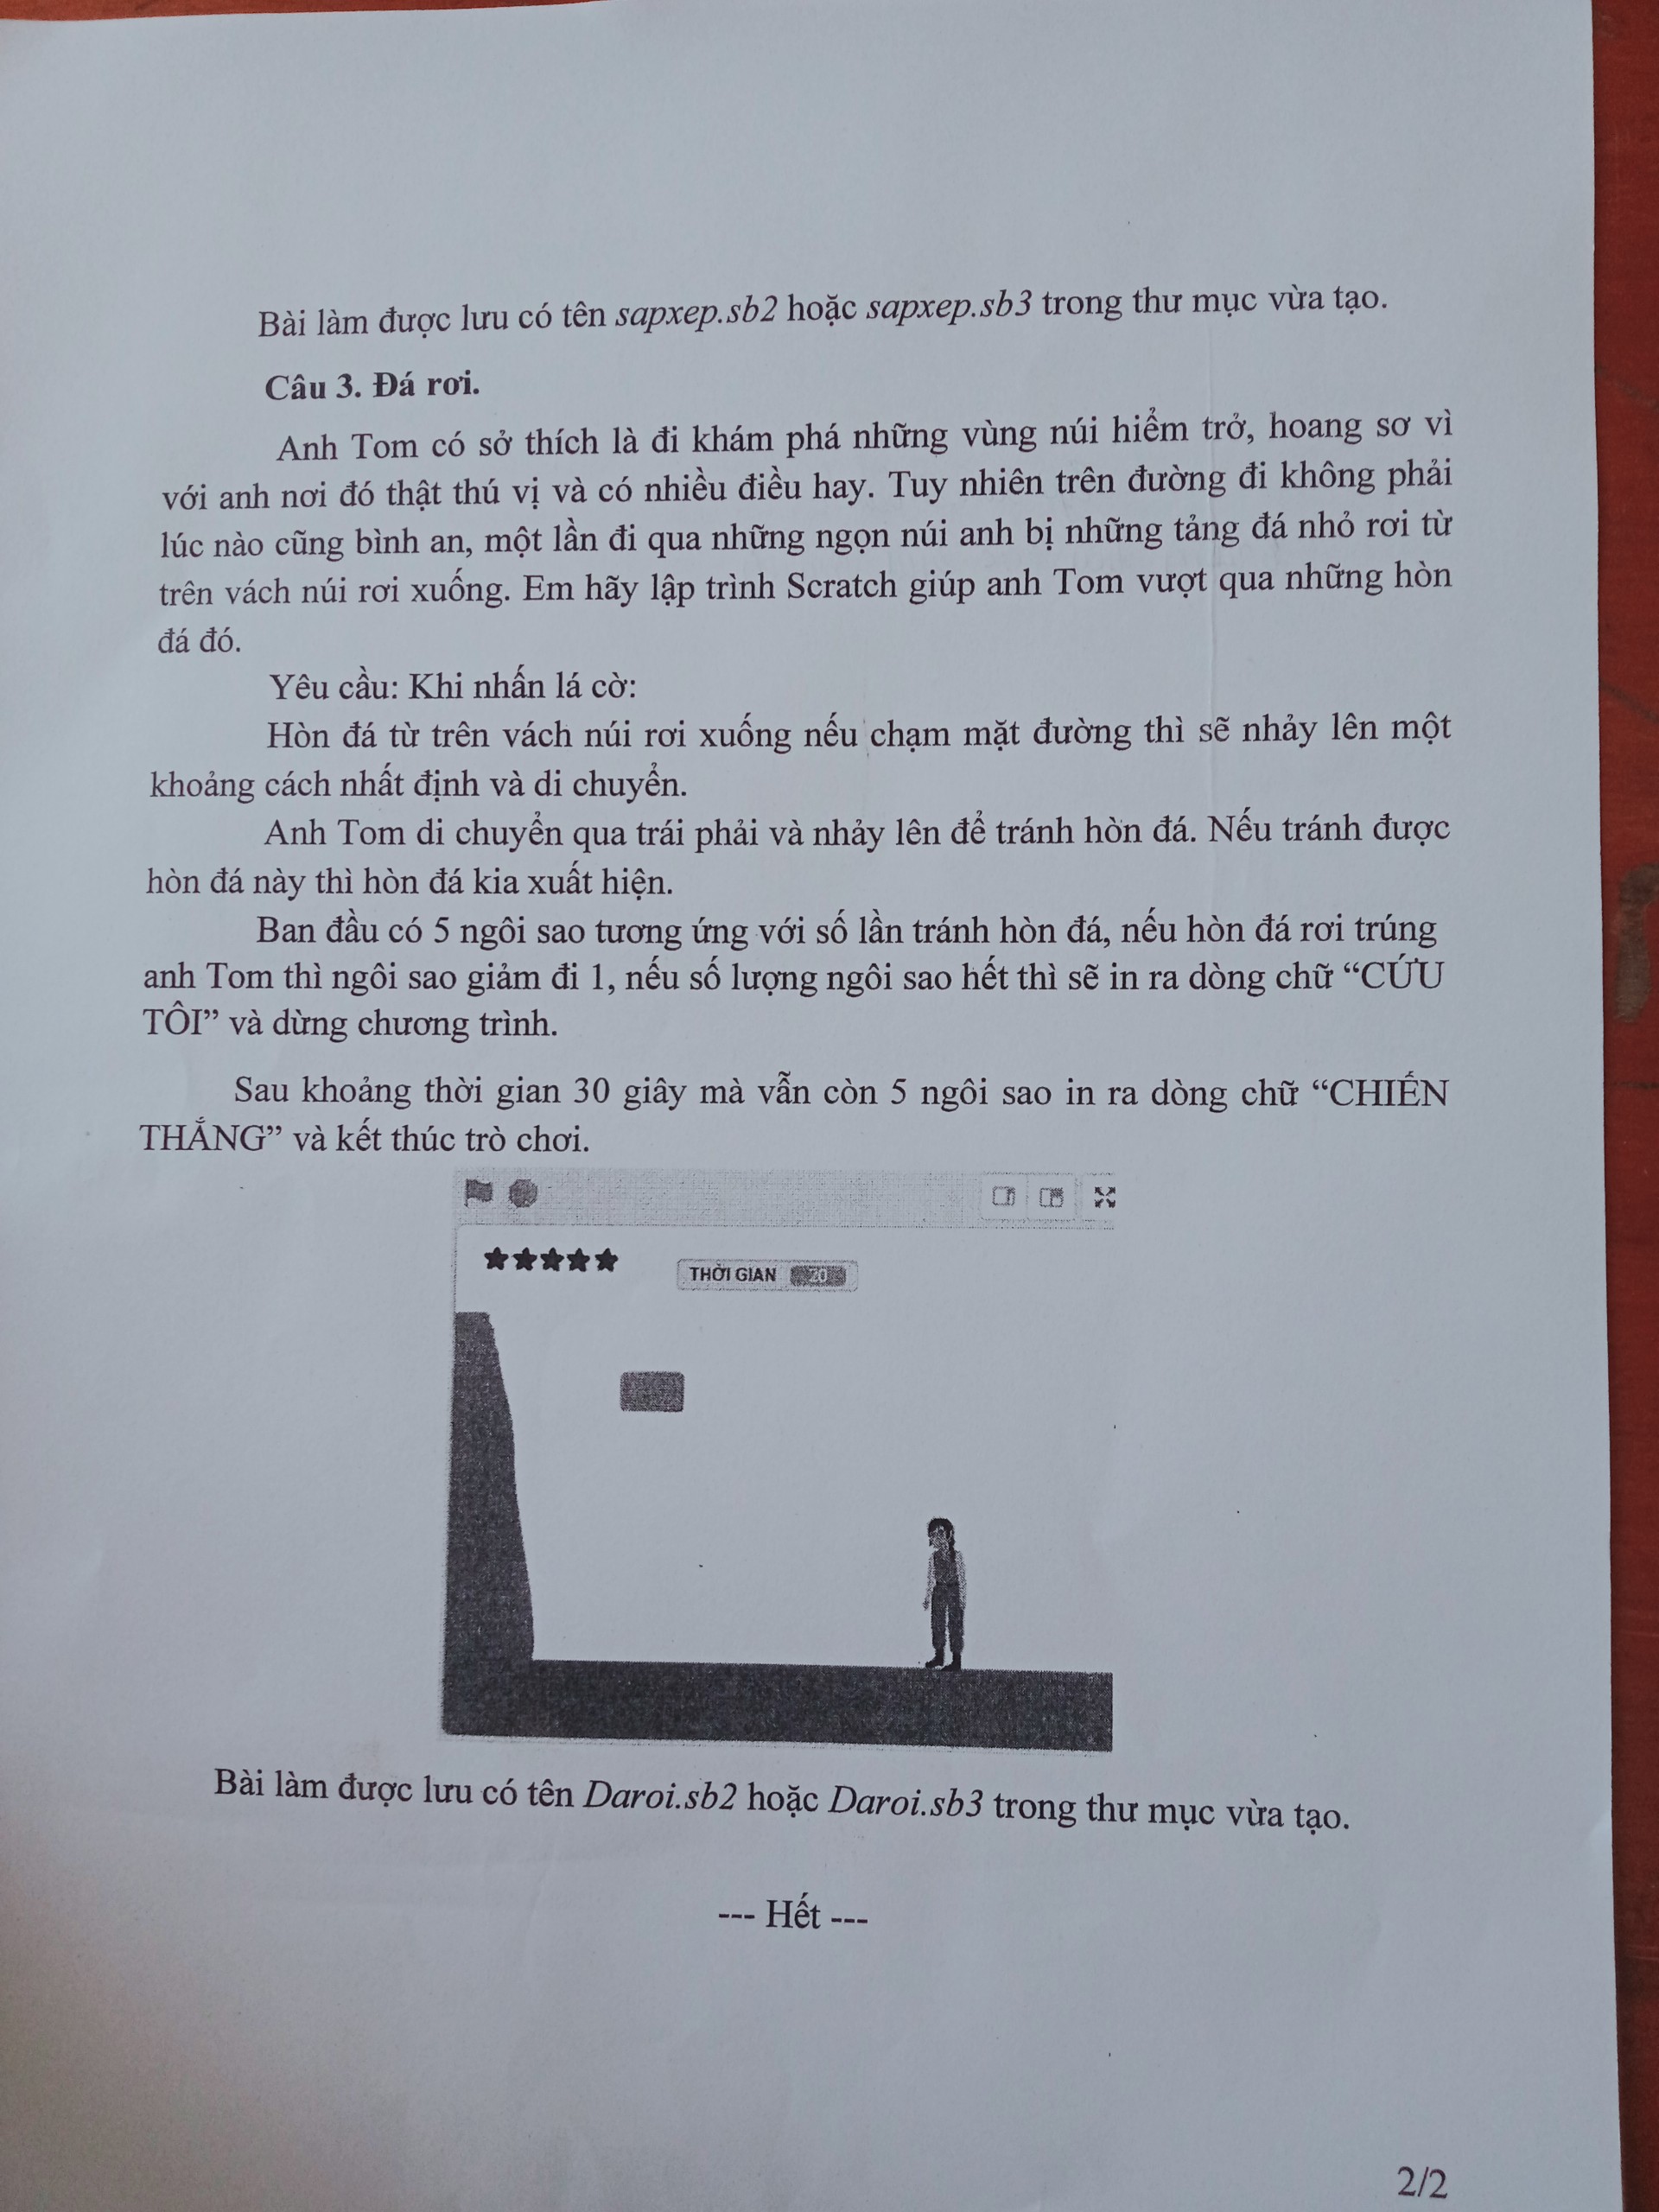 Bài làm được lưu có tên sapxep.sb2 hoặc sapxep.sb3 trong thư mục vừa tạo.
Câu 3. Đá rơi.
Anh Tom có sở thích là đi khám phá những vùng núi hiểm trở, hoang sơ vì
với anh nơi đó thật thú vị và có nhiều điều hay. Tuy nhiên trên đường đi không phải
lúc nào cũng bình an, một lần đi qua những ngọn núi anh bị những tảng đá nhỏ rơi từ
trên vách núi rơi xuống. Em hãy lập trình Scratch giúp anh Tom vượt qua những hòn
đá đó.
Yêu cầu: Khi nhấn lá cờ:
Hòn đá từ trên vách núi rơi xuống nếu chạm mặt đường thì sẽ nhảy lên một
khoảng cách nhất định và di chuyển.
Anh Tom di chuyển qua trái phải và nhảy lên để tránh hòn đá. Nếu tránh được
hòn đá này thì hòn đá kia xuất hiện.
Ban đầu có 5 ngôi sao tương ứng với số lần tránh hòn đá, nếu hòn đá rơi trúng
anh Tom thì ngôi sao giảm đi 1, nếu số lượng ngôi sao hết thì sẽ in ra dòng chữ “CỨU
TÔI” và dừng chương trình.
Sau khoảng thời gian 30 giây mà vẫn còn 5 ngôi sao in ra dòng chữ “CHIẾN
THẮNG” và kết thúc trò chơi.
THỜI GIAN 20
Bài làm được lưu có tên Daroi.sb2 hoặc Daroi.sb3 trong thư mục vừa tạo.
--- Hết ---
2/2